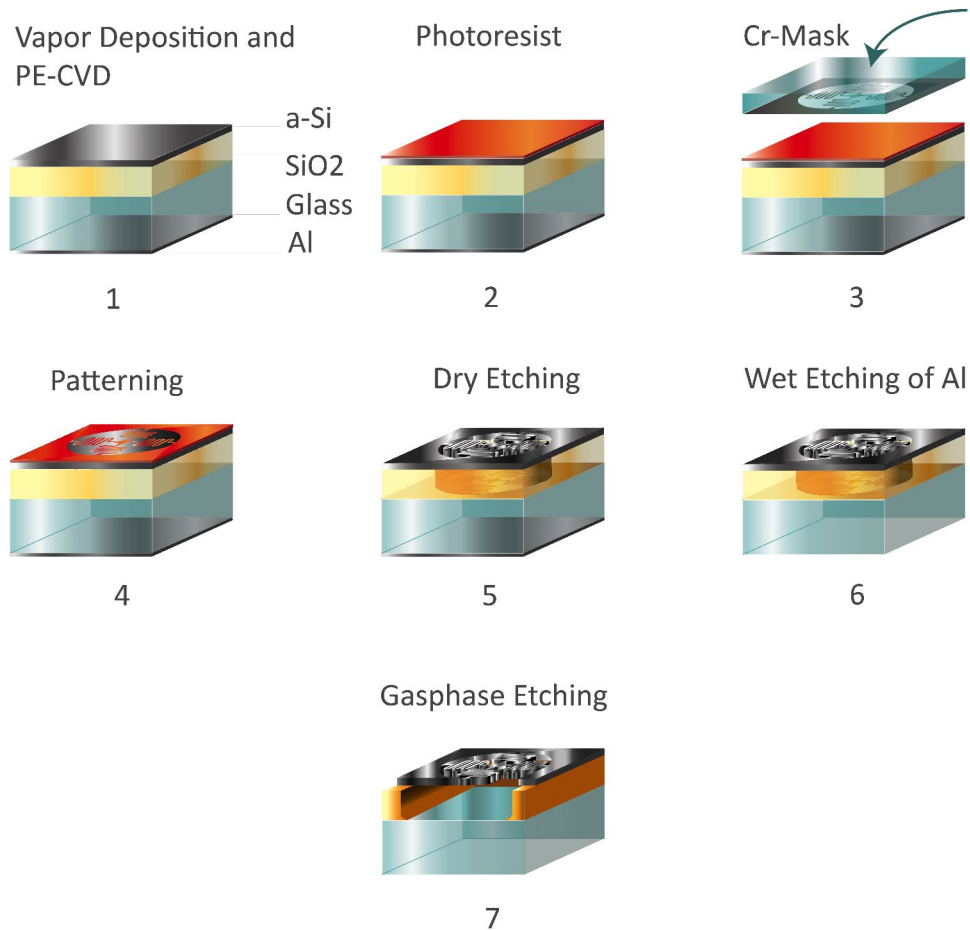 Vapor Deposition and
PE-CVD
a-Si
SiO2
Glass
Al
1
Photoresist
2
Cr-Mask
3
Patterning
4
Dry Etching
5
Wet Etching of Al
6
Gasphase Etching
7